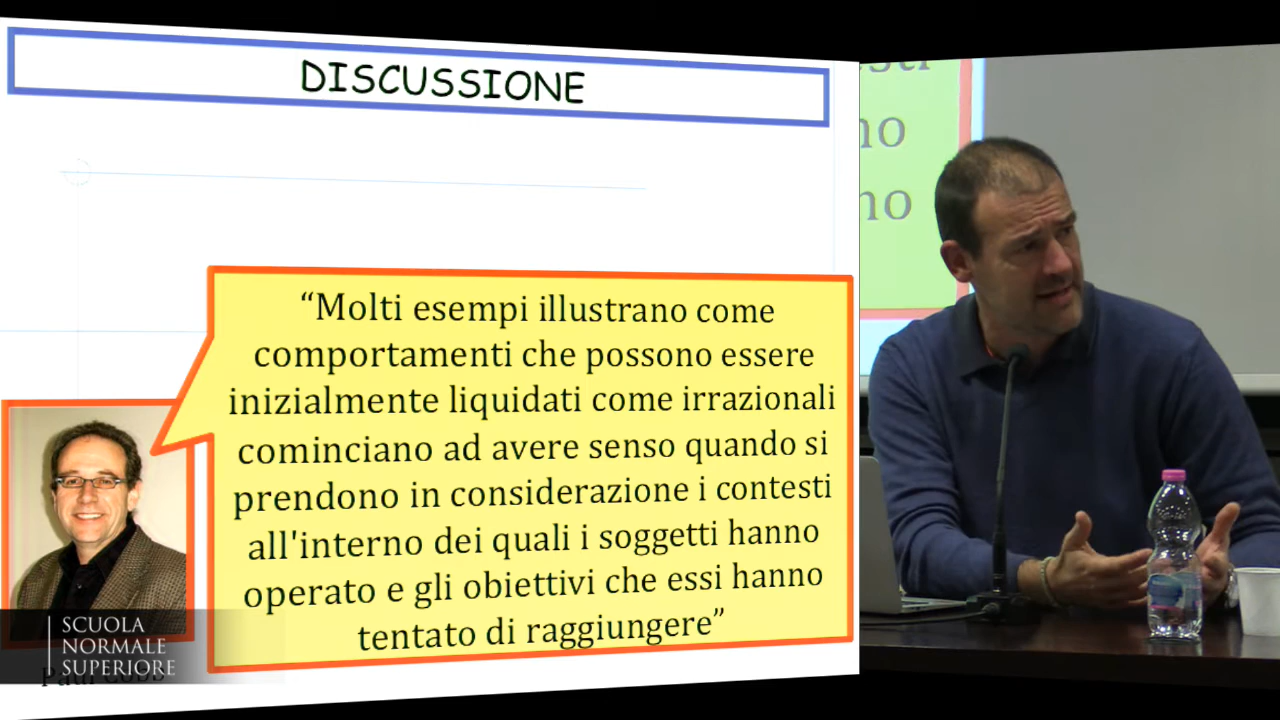 DISCUSSIONE
“Molti esempi illustrano come
comportamenti che possono essere
inizialmente liquidati come irrazionali
cominciano ad avere senso quando si
prendono in considerazione i contesti
all'interno dei quali i soggetti hanno
operato e gli obiettivi che essi hanno
tentato di raggiungere”
SCUOLA
NORMALE
SUPERIORE